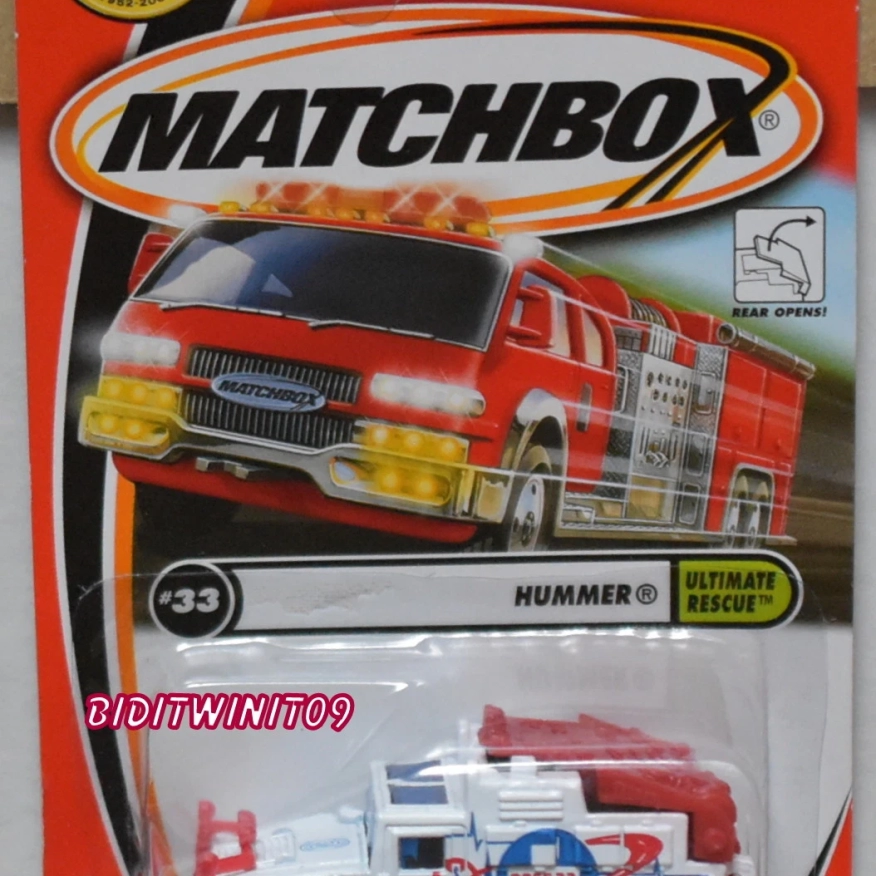 MATCHBOX®
REAR OPENS!
MATCHBOX
#33
HUMMER®
ULTIMATE
RESCUE™
BIDITWINIT09